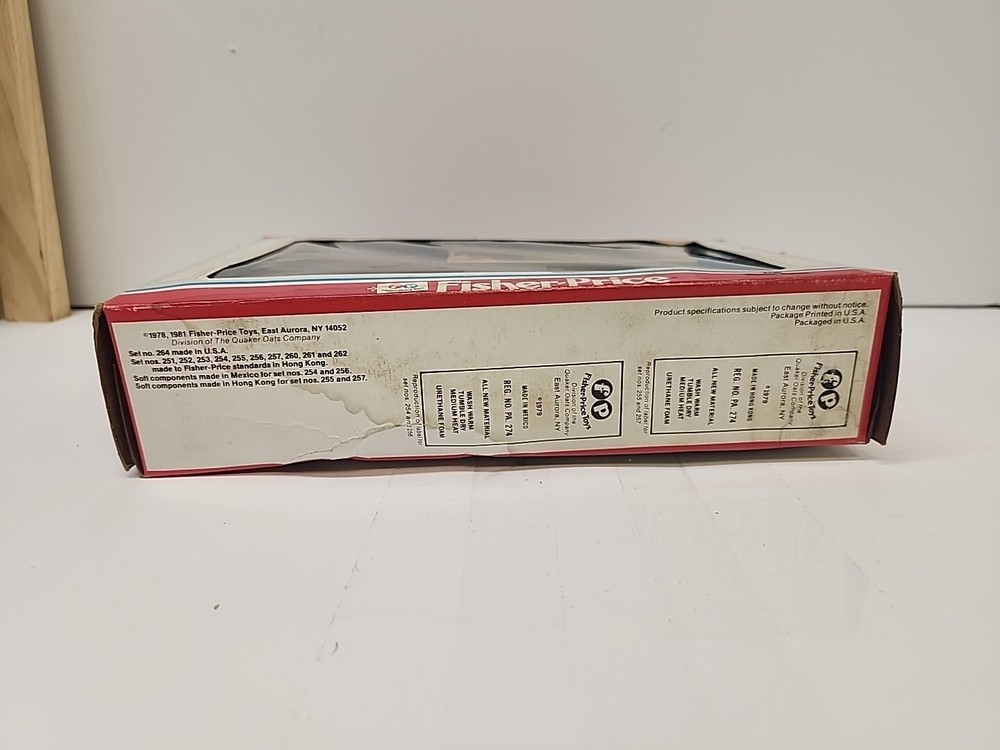 Fisher-Price
©1978, 1981 Fisher-Price Toys, East Aurora, NY 14052
Division of The Quaker Oats Company
Set no. 264 made in U.S.A.
Set nos. 251, 252, 253, 254, 255, 256, 257, 260, 261 and 262
made to Fisher-Price standards in Hong Kong.
Soft components made in Mexico for set nos. 254 and 256.
Soft components made in Hong Kong for set nos. 255 and 257.
Product specifications subject to change without notice.
Package Printed in U.S.A.
Packaged in U.S.A.
fp
Fisher-Price Toys
Division of the
Quaker Oats Company
East Aurora, NY
©1979
MADE IN MEXICO
REG. NO. PA. 274
ALL NEW MATERIAL
WASH WARM
TUMBLE DRY
MEDIUM HEAT
URETHANE FOAM
Reproduction of label for
set nos. 254 and 256
fp
Fisher-Price Toys
Division of the
Quaker Oats Company
East Aurora, NY
©1979
MADE IN HONG KONG
REG. NO. PA. 274
ALL NEW MATERIAL
WASH WARM
TUMBLE DRY
MEDIUM HEAT
URETHANE FOAM
Reproduction of label for
set nos. 255 and 257